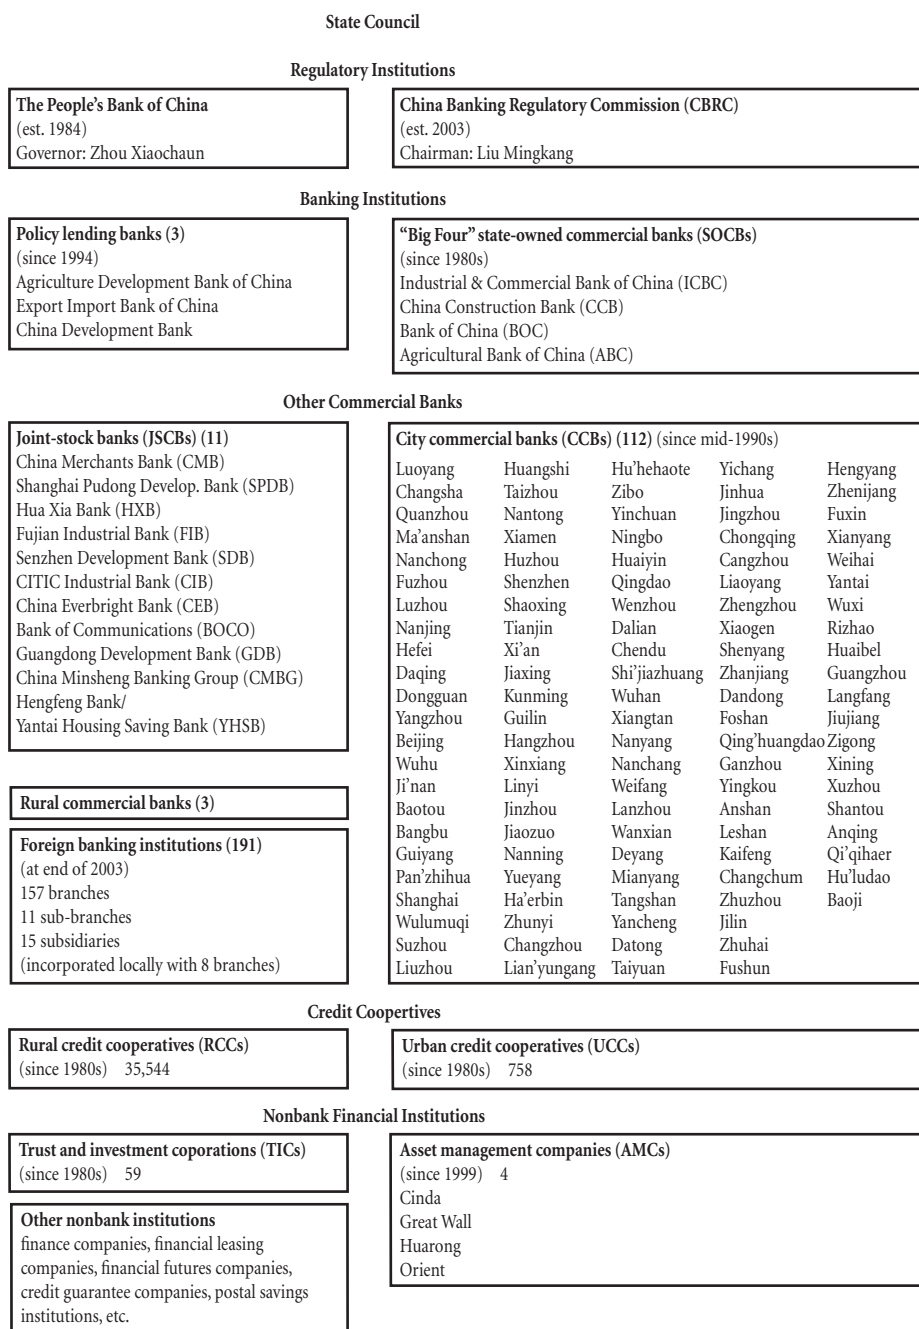 State Council
Regulatory Institutions
The People's Bank of China
(est. 1984)
Governor: Zhou Xiaochaun
China Banking Regulatory Commission (CBRC)
(est. 2003)
Chairman: Liu Mingkang
Banking Institutions
Policy lending banks (3)
(since 1994)
Agriculture Development Bank of China
Export Import Bank of China
China Development Bank
“Big Four” state-owned commercial banks (SOCBs)
(since 1980s)
Industrial & Commercial Bank of China (ICBC)
China Construction Bank (CCB)
Bank of China (BOC)
Agricultural Bank of China (ABC)
Other Commercial Banks
Joint-stock banks (JSCBs) (11)
China Merchants Bank (CMB)
Shanghai Pudong Develop. Bank (SPDB)
Hua Xia Bank (HXB)
Fujian Industrial Bank (FIB)
Senzhen Development Bank (SDB)
CITIC Industrial Bank (CIB)
China Everbright Bank (CEB)
Bank of Communications (BOCO)
Guangdong Development Bank (GDB)
China Minsheng Banking Group (CMBG)
Hengfeng Bank/
Yantai Housing Saving Bank (YHSB)
Rural commercial banks (3)
Foreign banking institutions (191)
(at end of 2003)
157 branches
11 sub-branches
15 subsidiaries
(incorporated locally with 8 branches)
City commercial banks (CCBs) (112) (since mid-1990s)
Luoyang Huangshi Hu'hehaote Yichang Hengyang
Changsha Taizhou Zibo Jinhua Zhenijang
Quanzhou Nantong Yinchuan Jingzhou Fuxin
Ma'anshan Xiamen Ningbo Chongqing Xianyang
Nanchong Huzhou Huaiyin Cangzhou Weihai
Fuzhou Shenzhen Qingdao Liaoyang Yantai
Luzhou Shaoxing Wenzhou Zhengzhou Wuxi
Nanjing Tianjin Dalian Xiaogen Rizhao
Hefei Xi'an Chendu Shenyang Huaibel
Daqing Jiaxing Shi'jiazhuang Zhanjiang Guangzhou
Dongguan Kunming Wuhan Dandong Langfang
Yangzhou Guilin Xiangtan Foshan Jiujiang
Beijing Hangzhou Nanyang Qing'huangdao Zigong
Wuhu Xinxiang Nanchang Ganzhou Xining
Ji'nan Linyi Weifang Yingkou Xuzhou
Baotou Jinzhou Lanzhou Anshan Shantou
Bangbu Jiaozuo Wanxian Leshan Anqing
Guiyang Nanning Deyang Kaifeng Qi'qihaer
Pan'zhihua Yueyang Mianyang Changchum Hu'ludao
Shanghai Ha'erbin Tangshan Zhuzhou Baoji
Wulumuqi Zhunyi Yancheng Jilin
Suzhou Changzhou Datong Zhuhai
Liuzhou Lian'yungang Taiyuan Fushun
Credit Coopertives
Rural credit cooperatives (RCCs)
(since 1980s) 35,544
Urban credit cooperatives (UCCs)
(since 1980s) 758
Nonbank Financial Institutions
Trust and investment coporations (TICs)
(since 1980s) 59
Other nonbank institutions
finance companies, financial leasing
companies, financial futures companies,
credit guarantee companies, postal savings
institutions, etc.
Asset management companies (AMCs)
(since 1999) 4
Cinda
Great Wall
Huarong
Orient